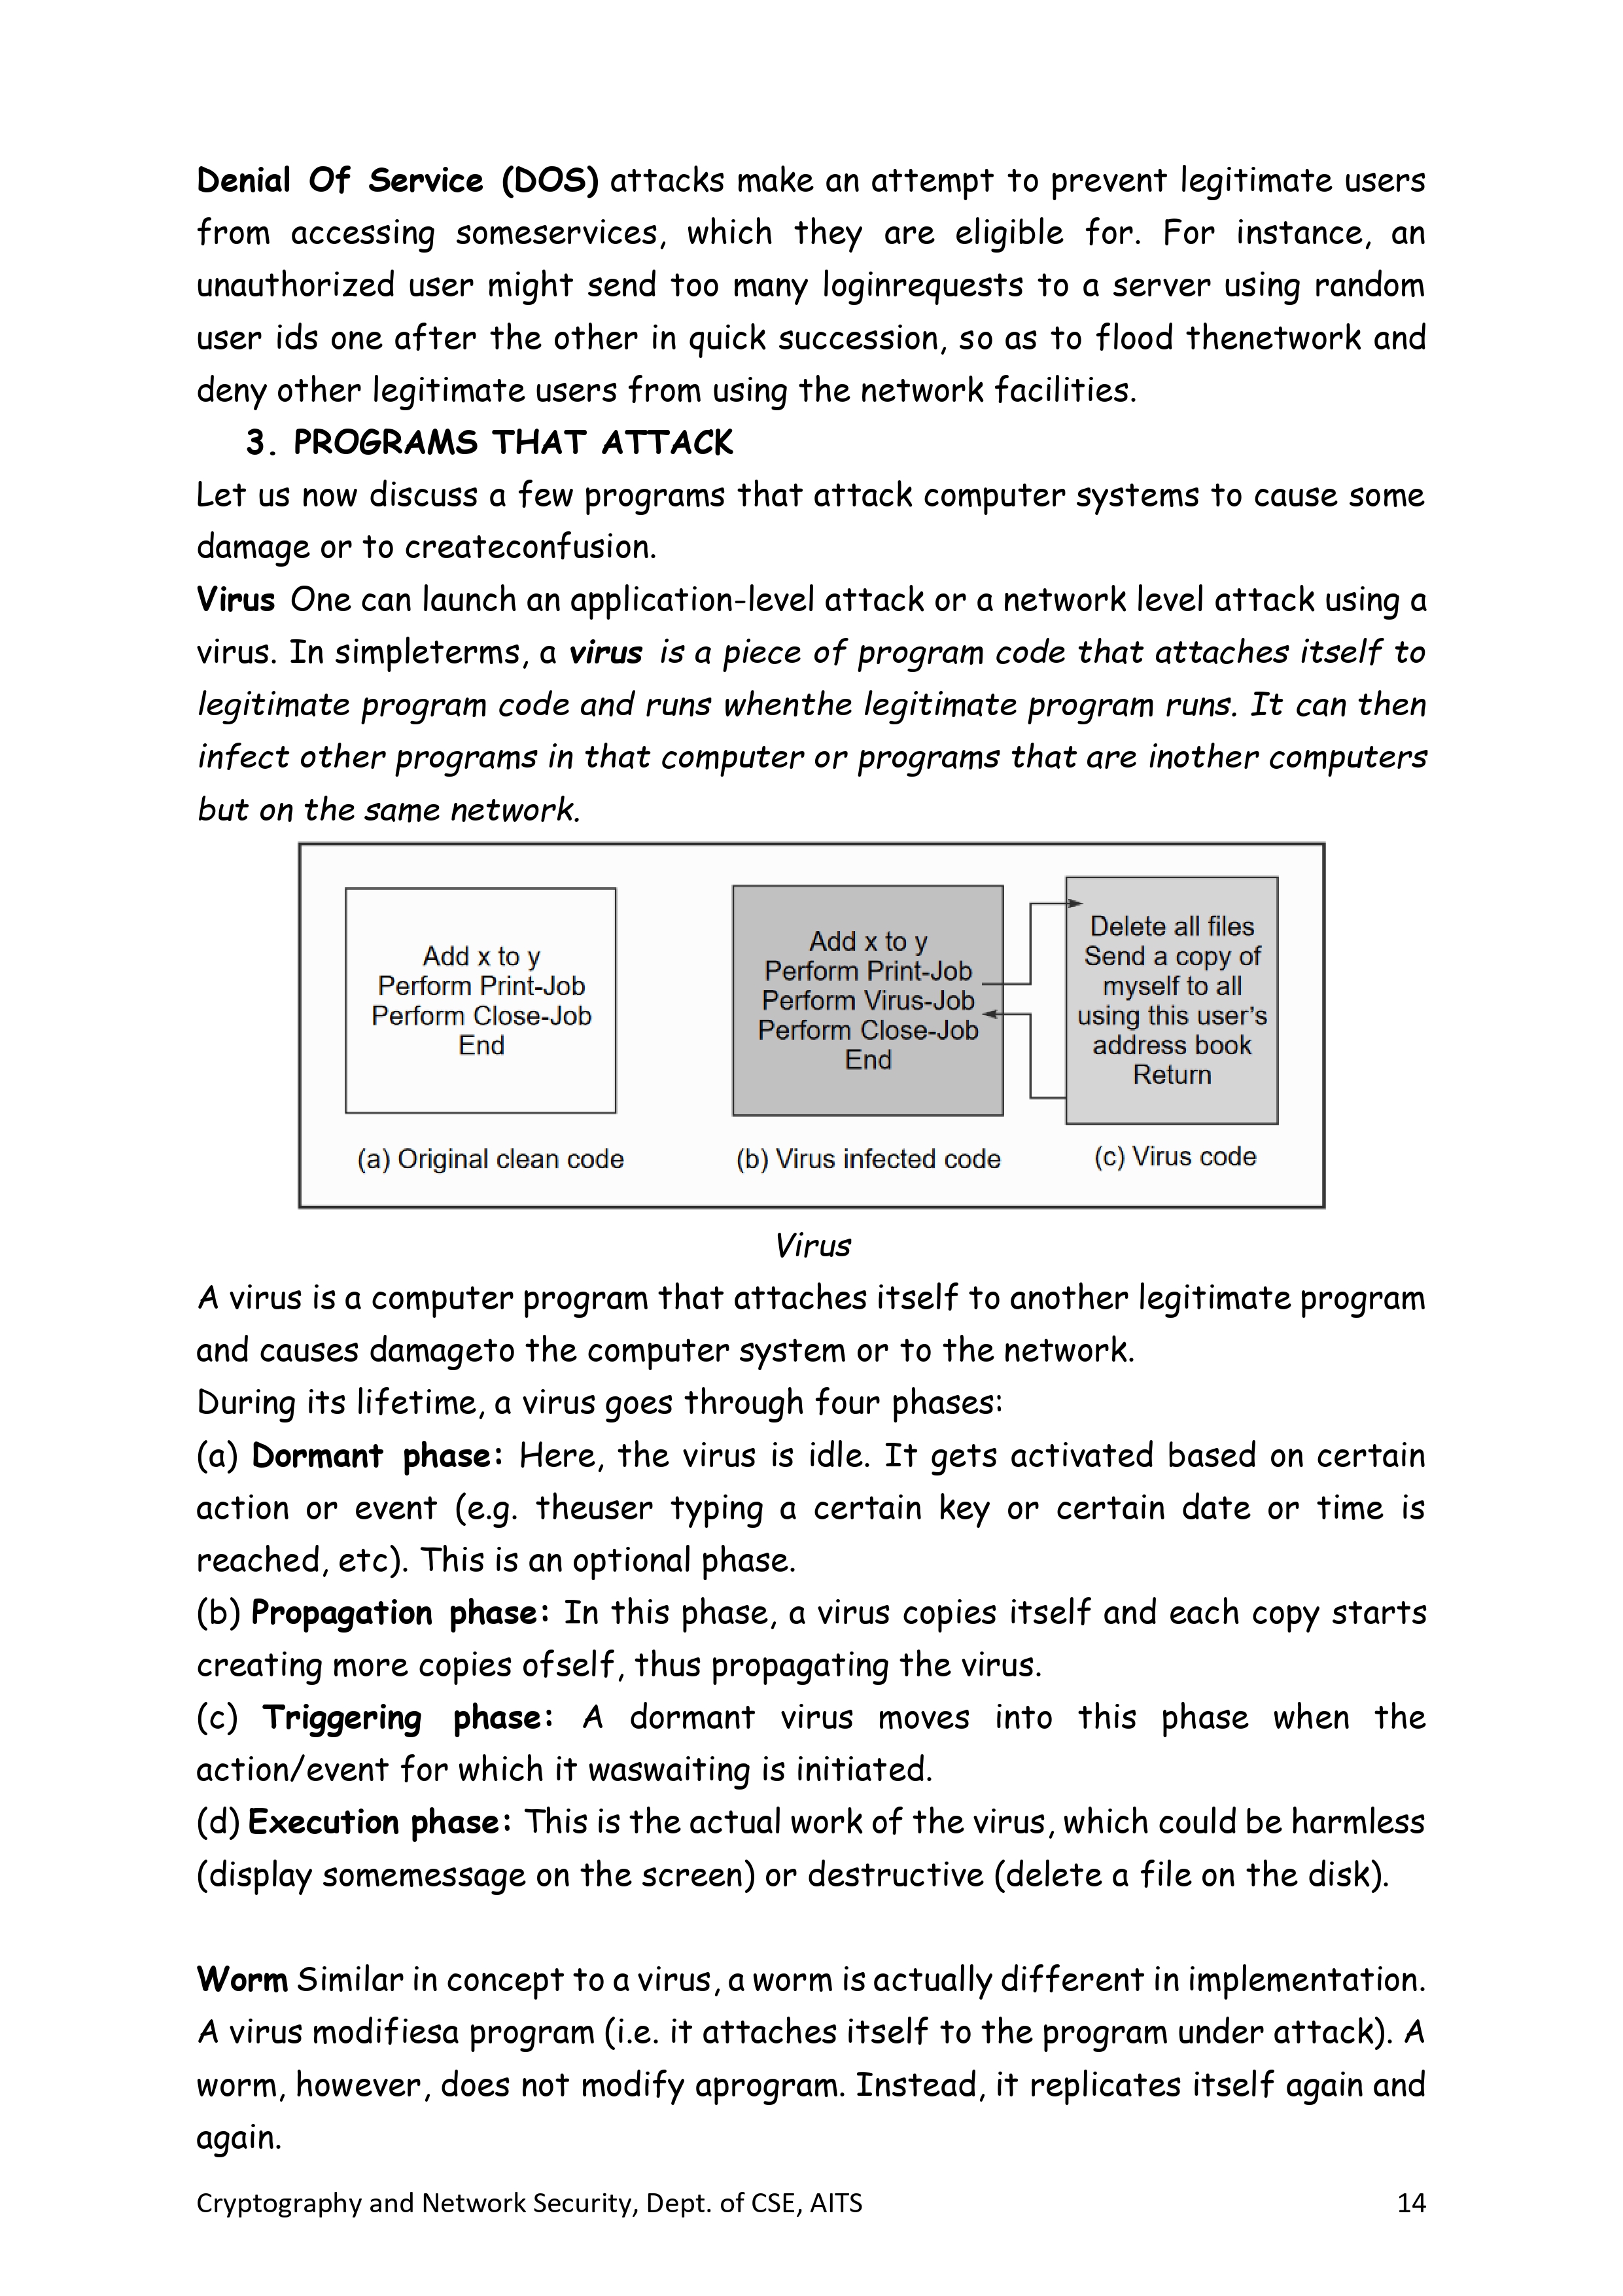 Denial Of Service (DOS) attacks make an attempt to prevent legitimate users
from accessing someservices, which they are eligible for. For instance, an
unauthorized user might send too many loginrequests to a server using random
user ids one after the other in quick succession, so as to flood thenetwork and
deny other legitimate users from using the network facilities.
3. PROGRAMS THAT ATTACK
Let us now discuss a few programs that attack computer systems to cause some
damage or to createconfusion.
Virus One can launch an application-level attack or a network level attack using a
virus. In simpleterms, a virus is a piece of program code that attaches itself to
legitimate program code and runs whenthe legitimate program runs. It can then
infect other programs in that computer or programs that are inother computers
but on the same network.
Add x to y
Perform Print-Job
Perform Close-Job
End
(a) Original clean code
Add x to y
Perform Print-Job
Perform Virus-Job
Perform Close-Job
End
(b) Virus infected code
Delete all files
Send a copy of
myself to all
using this user's
address book
Return
(c) Virus code
Virus
A virus is a computer program that attaches itself to another legitimate program
and causes damageto the computer system or to the network.
During its lifetime, a virus goes through four phases:
(a) Dormant phase: Here, the virus is idle. It gets activated based on certain
action or event (e.g. theuser typing a certain key or certain date or time is
reached, etc). This is an optional phase.
(b) Propagation phase: In this phase, a virus copies itself and each copy starts
creating more copies ofself, thus propagating the virus.
(c) Triggering phase: A dormant virus moves into this phase when the
action/event for which it waswaiting is initiated.
(d) Execution phase: This is the actual work of the virus, which could be harmless
(display somemessage on the screen) or destructive (delete a file on the disk).
Worm Similar in concept to a virus, a worm is actually different in implementation.
A virus modifiesa program (i.e. it attaches itself to the program under attack). A
worm, however, does not modify aprogram. Instead, it replicates itself again and
again.
Cryptography and Network Security, Dept. of CSE, AITS 14